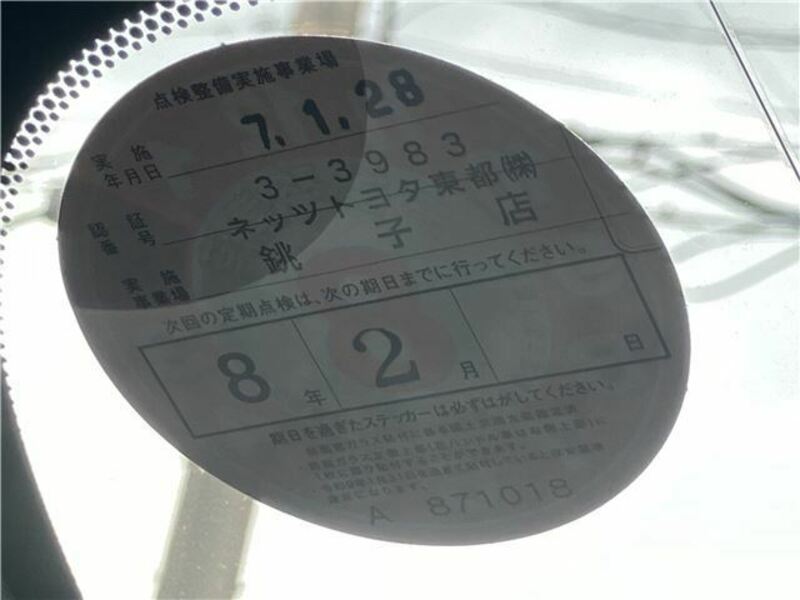 点検整備実施事業場
実施年月日 7.1.28
認証番号 3-3983
実施事業場 ネッツトヨタ東都㈱
銚子店
次回の定期点検は、次の期日までに行ってください。
8年 2月 日
期日を過ぎたステッカーは必ずはがしてください。
A 871018